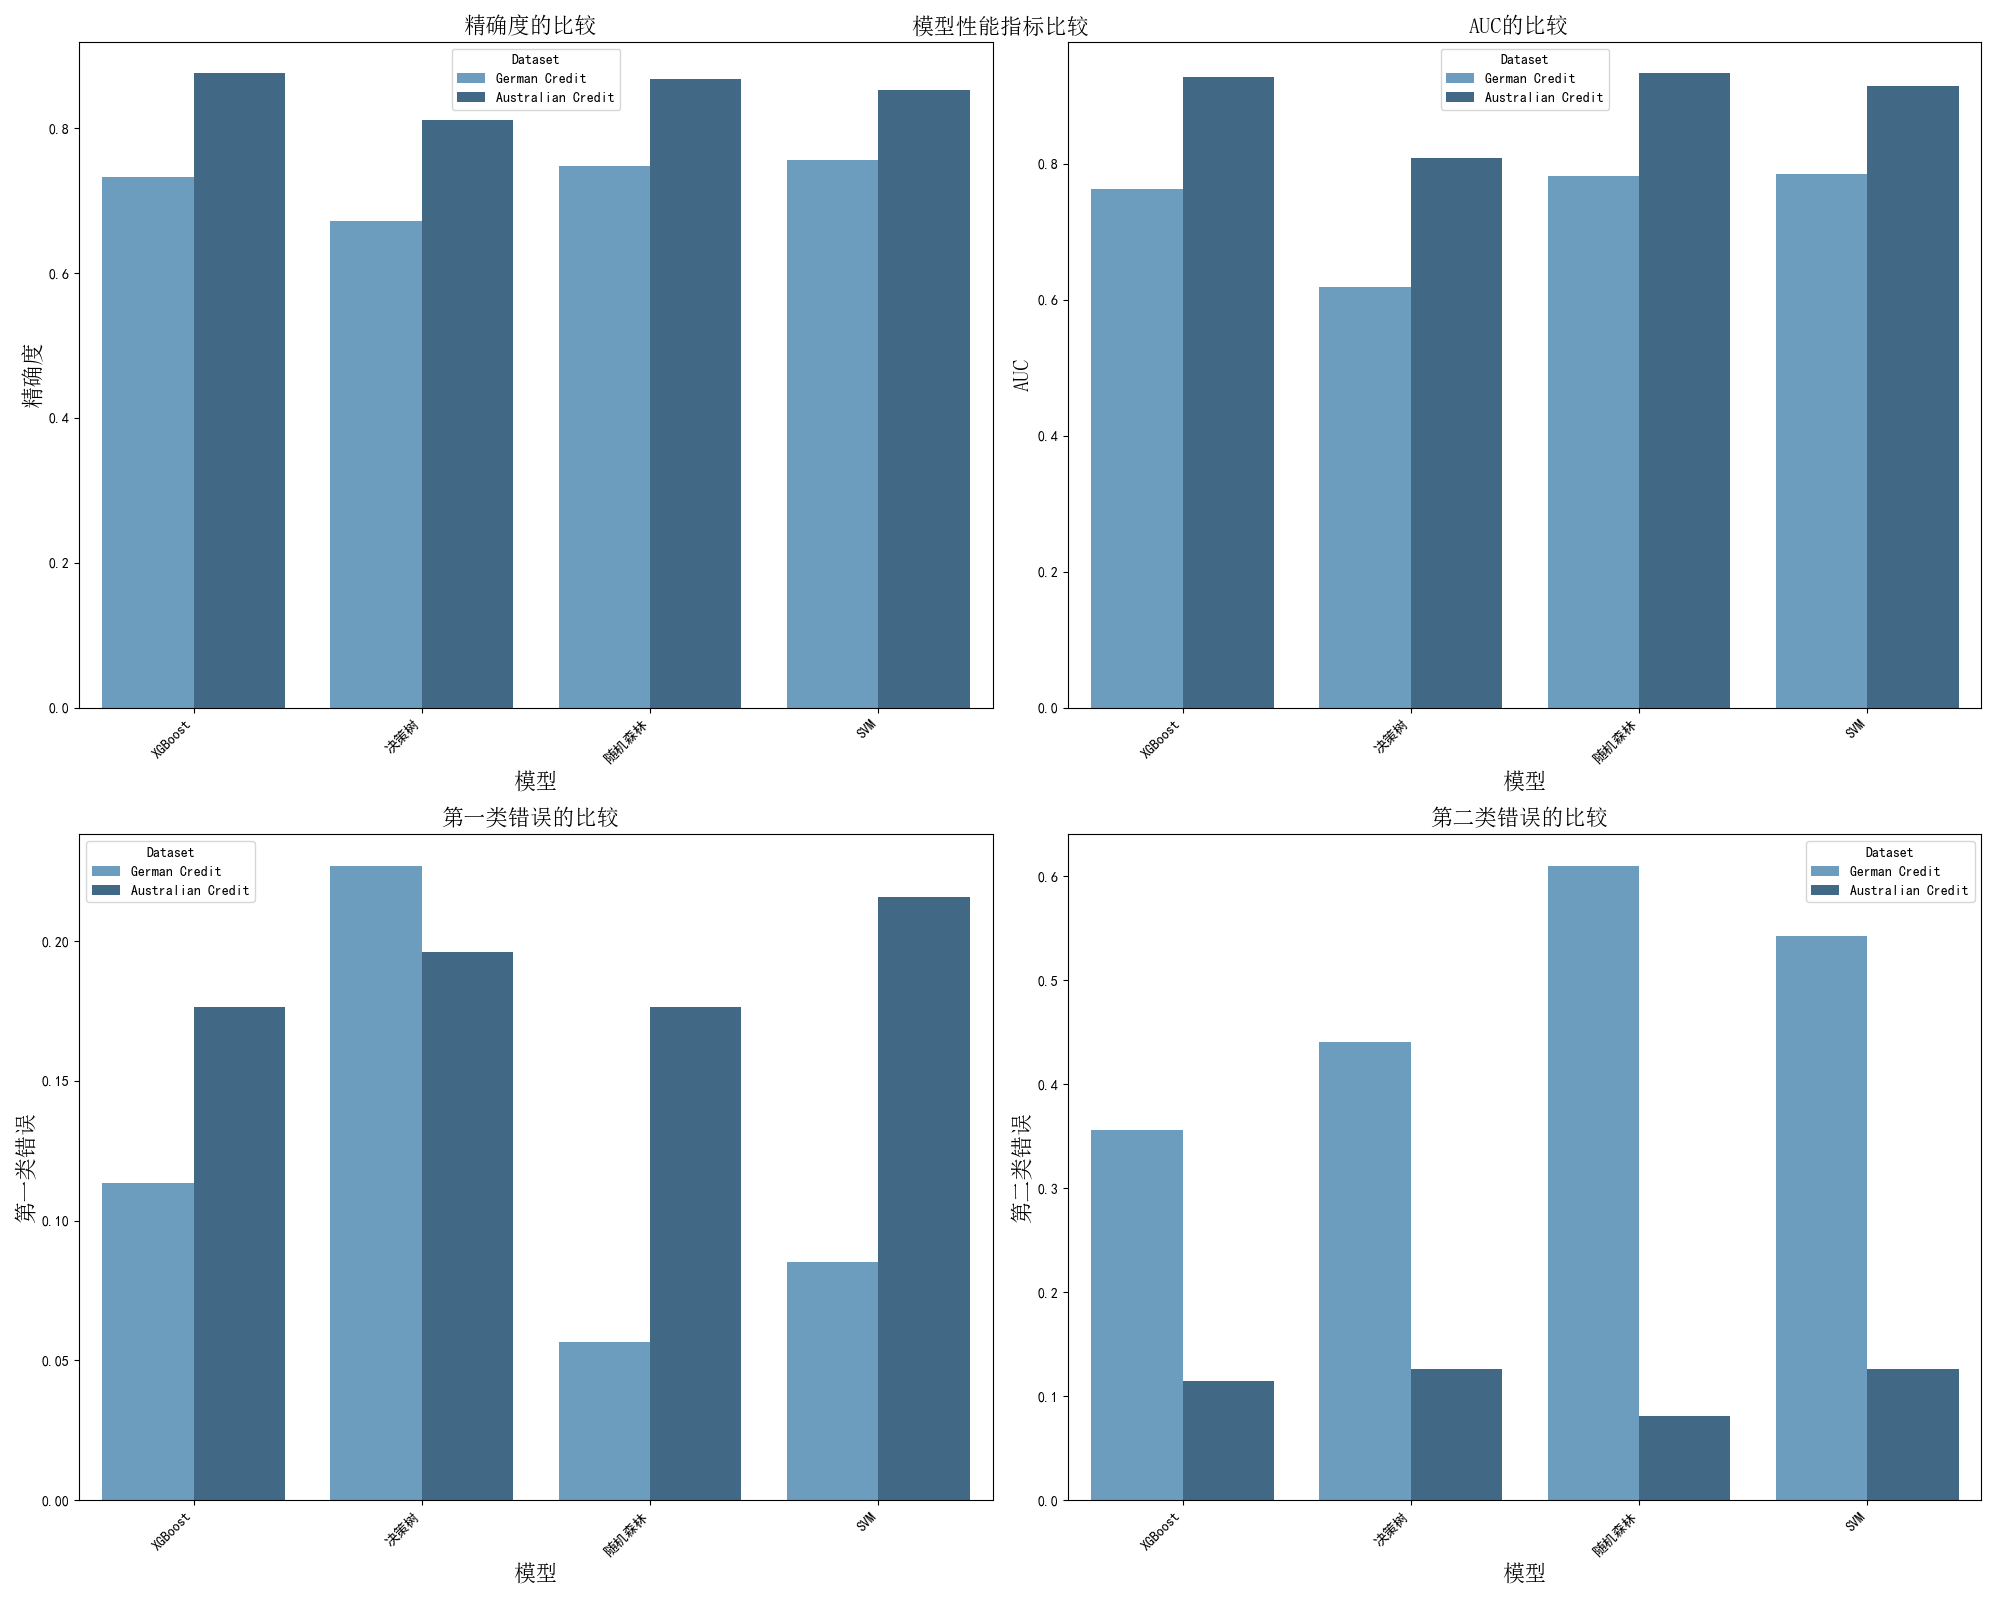 模型性能指标比较
精确度的比较
Dataset
German Credit
Australian Credit
精确度
0.8
0.6
0.4
0.2
0.0
XGBoost
决策树
随机森林
SVM
模型
AUC的比较
Dataset
German Credit
Australian Credit
AUC
0.8
0.6
0.4
0.2
0.0
XGBoost
决策树
随机森林
SVM
模型
第一类错误的比较
Dataset
German Credit
Australian Credit
第一类错误
0.20
0.15
0.10
0.05
0.00
XGBoost
决策树
随机森林
SVM
模型
第二类错误的比较
Dataset
German Credit
Australian Credit
第二类错误
0.6
0.5
0.4
0.3
0.2
0.1
0.0
XGBoost
决策树
随机森林
SVM
模型